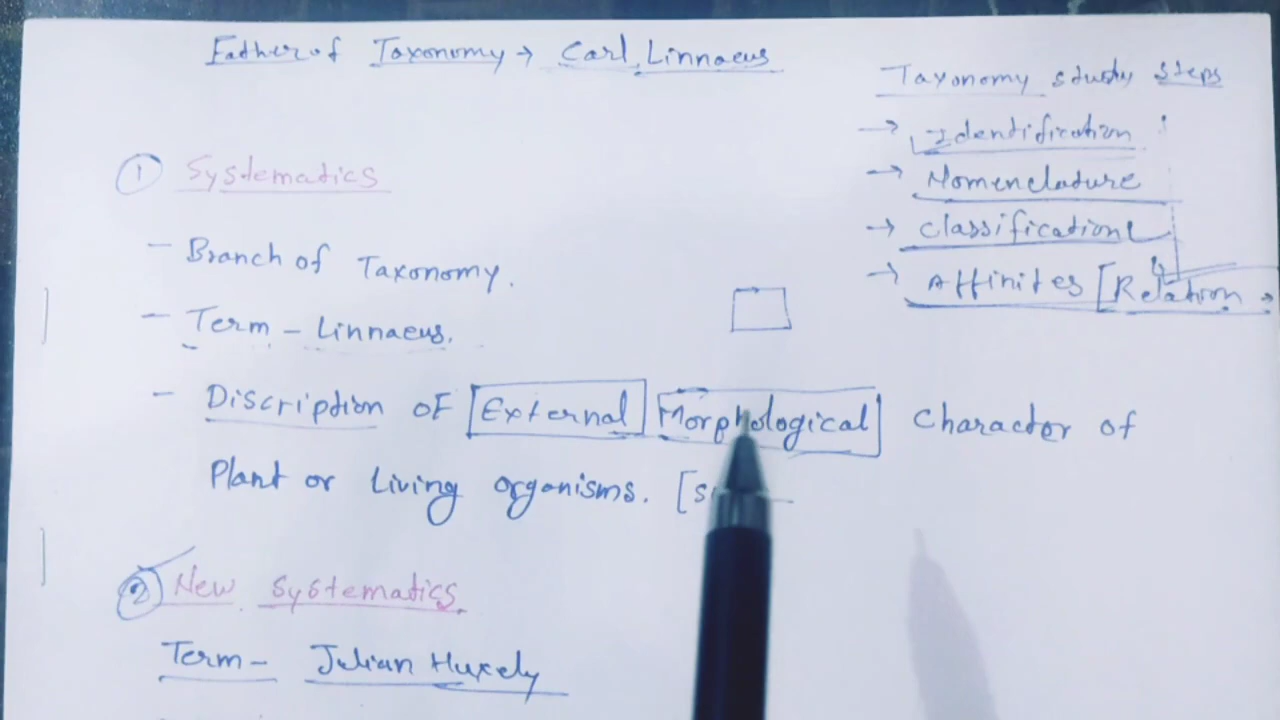 Father of Taxonomy → Carl Linnaeus
Taxonomy study steps
→ Identification
→ Nomenclature
→ Classification
→ Affinites [Relation
① Systematics
- Branch of Taxonomy.
- Term - Linnaeus.
- Discription of External Morphological Character of
Plant or Living organisms. [
② New Systematics
Term - Julian Huxely